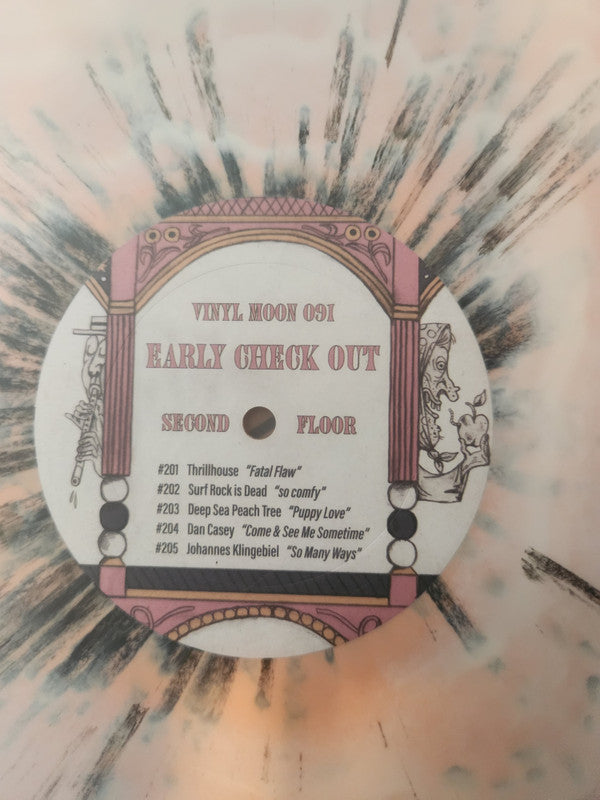 VINYL MOON 091
EARLY CHECK OUT
SECOND FLOOR
#201 Thrillhouse "Fatal Flaw"
#202 Surf Rock is Dead "so comfy"
#203 Deep Sea Peach Tree "Puppy Love"
#204 Dan Casey "Come & See Me Sometime"
#205 Johannes Klingebiel "So Many Ways"